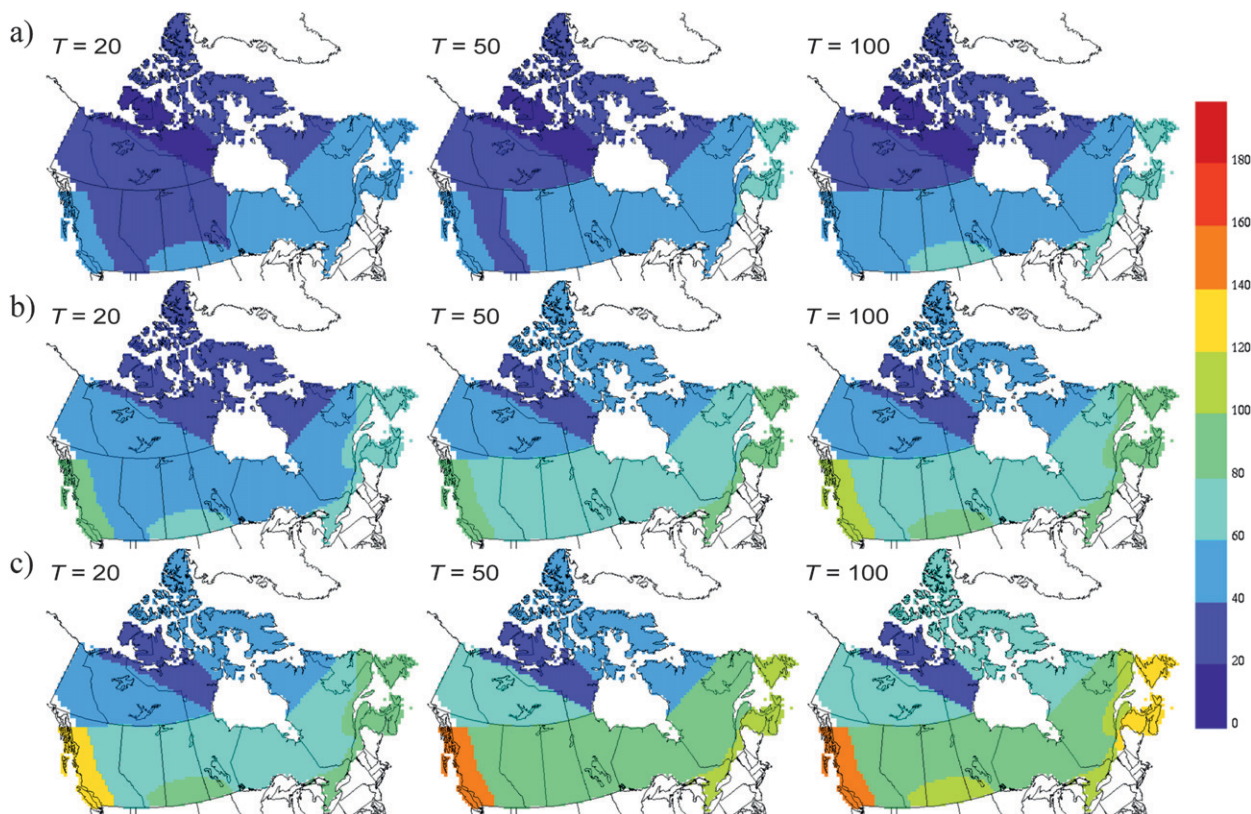 a)
T = 20
T = 50
T = 100
b)
T = 20
T = 50
T = 100
c)
T = 20
T = 50
T = 100
180
160
140
120
100
80
60
40
20
0